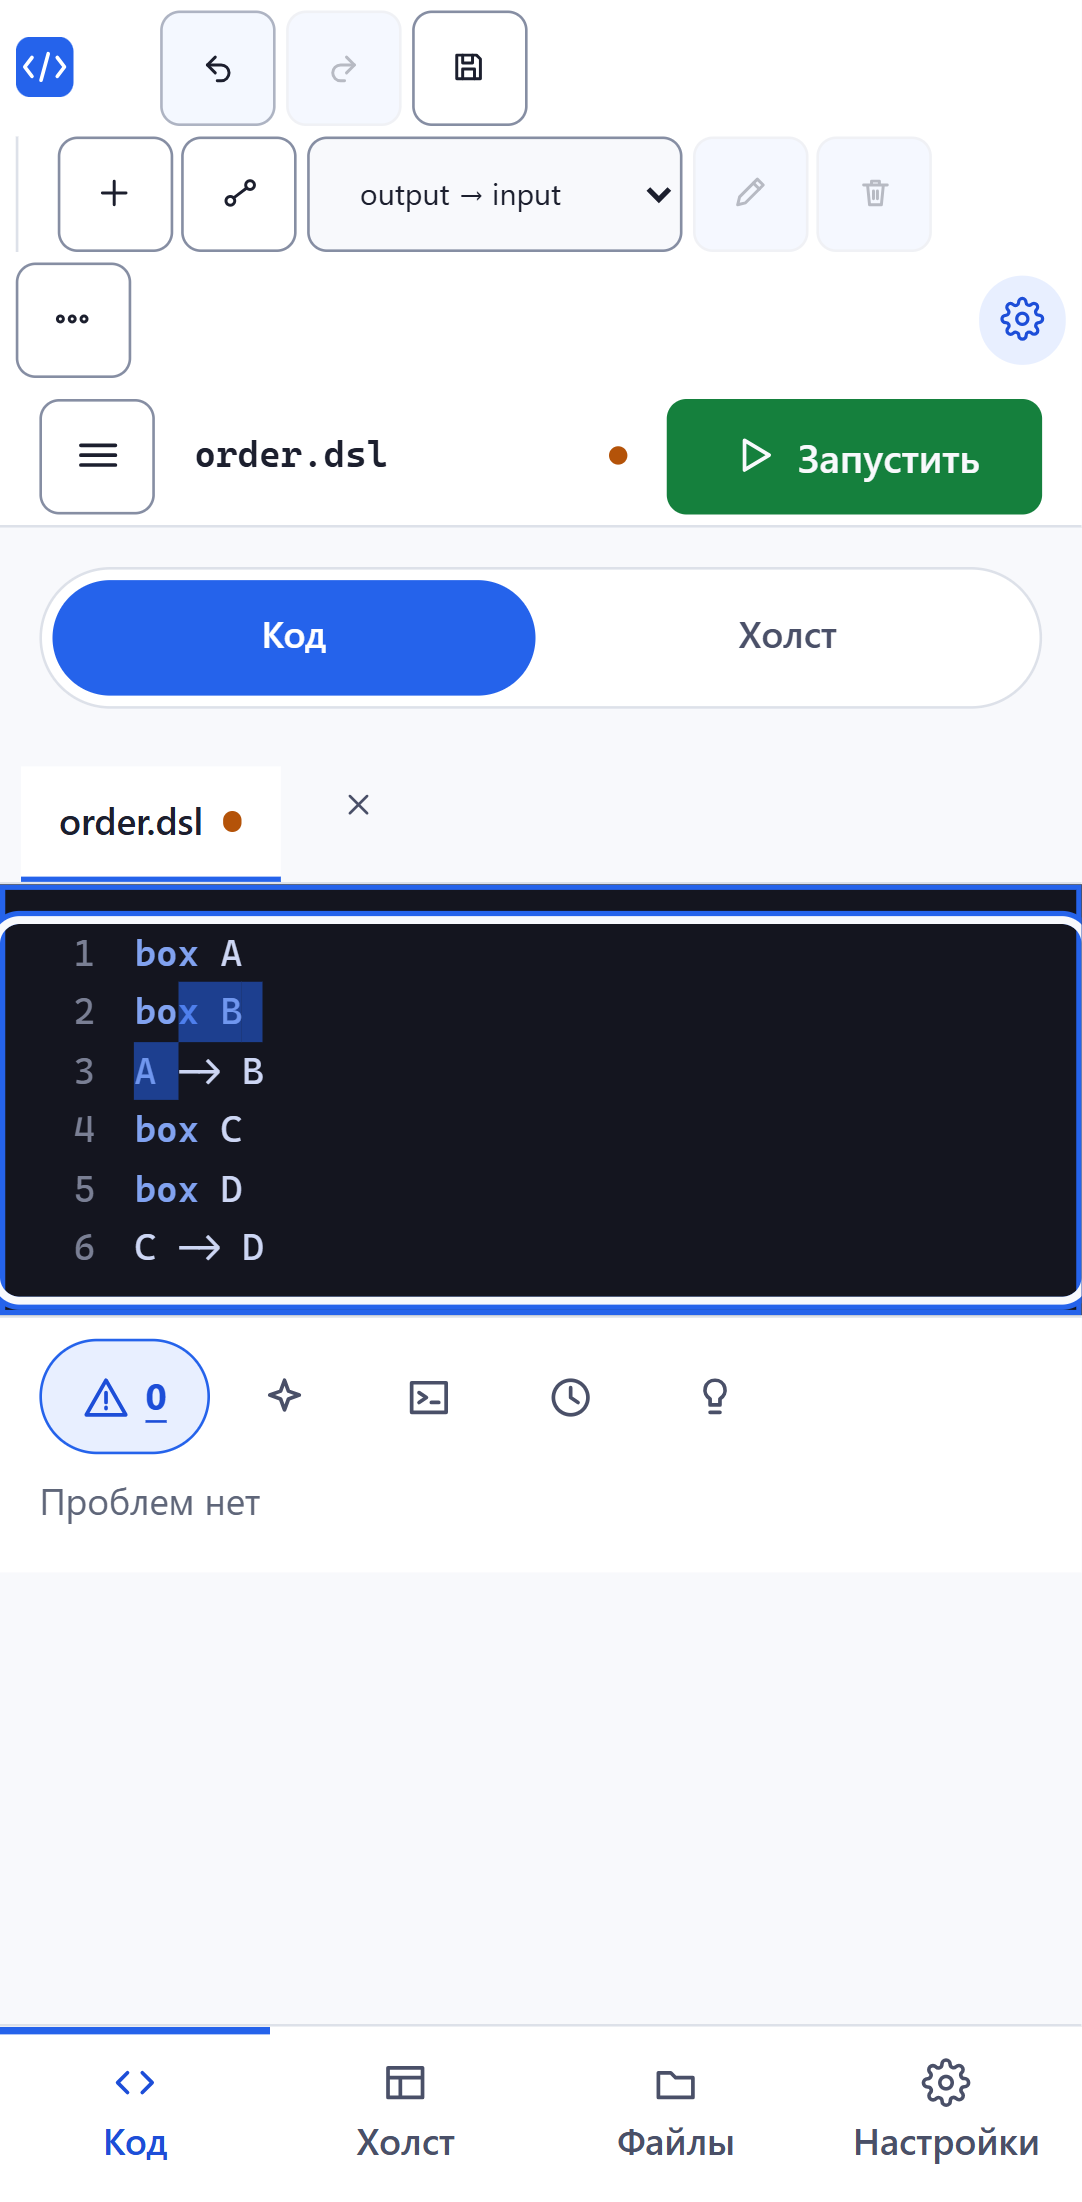 output → input
order.dsl
Запустить
Код
Холст
order.dsl
1 box A
2 box B
3 A → B
4 box C
5 box D
6 C → D
0
Проблем нет
Код
Холст
Файлы
Настройки